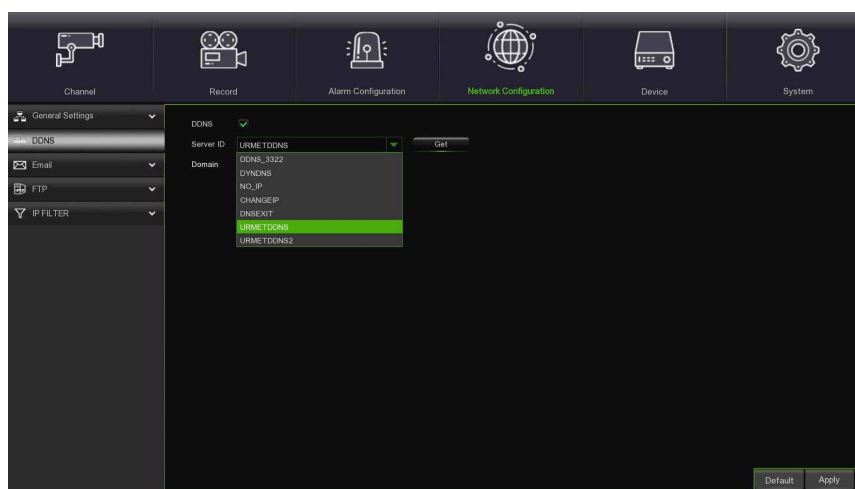 Channel
Record
Alarm Configuration
Network Configuration
Device
System
General Settings
DDNS
Email
FTP
IP FILTER
DDNS
Server ID URMETDDNS Get
Domain
DDNS_3322
DYNDNS
NO_IP
CHANGEIP
DNSEXIT
URMETDDNS
URMETDDNS2
Default Apply